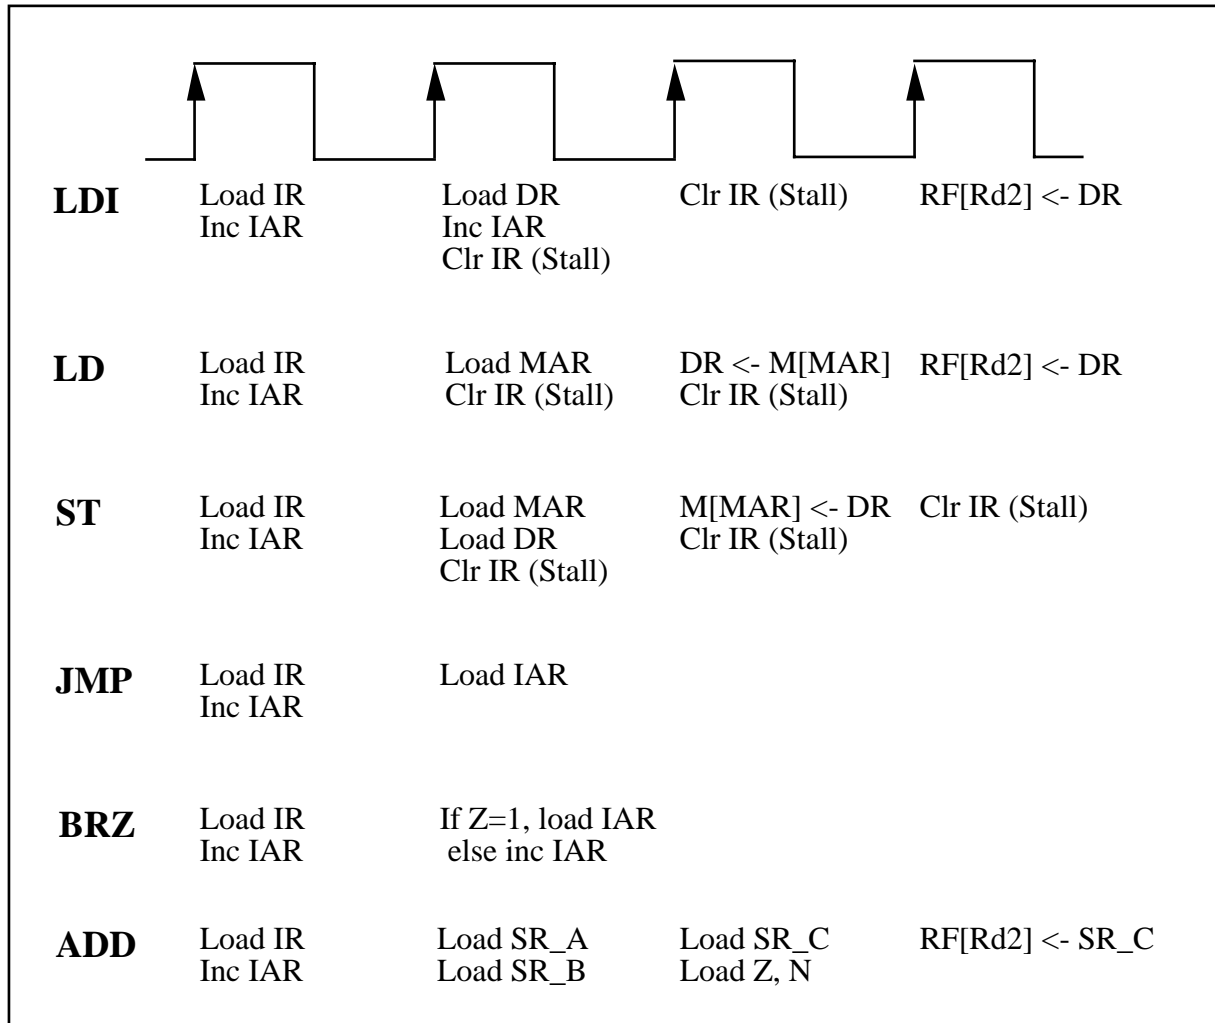 LDI Load IR Load DR Clr IR (Stall) RF[Rd2] <- DR
Inc IAR Inc IAR
Clr IR (Stall)
LD Load IR Load MAR DR <- M[MAR] RF[Rd2] <- DR
Inc IAR Clr IR (Stall) Clr IR (Stall)
ST Load IR Load MAR M[MAR] <- DR Clr IR (Stall)
Inc IAR Load DR Clr IR (Stall)
Clr IR (Stall)
JMP Load IR Load IAR
Inc IAR
BRZ Load IR If Z=1, load IAR
Inc IAR else inc IAR
ADD Load IR Load SR_A Load SR_C RF[Rd2] <- SR_C
Inc IAR Load SR_B Load Z, N